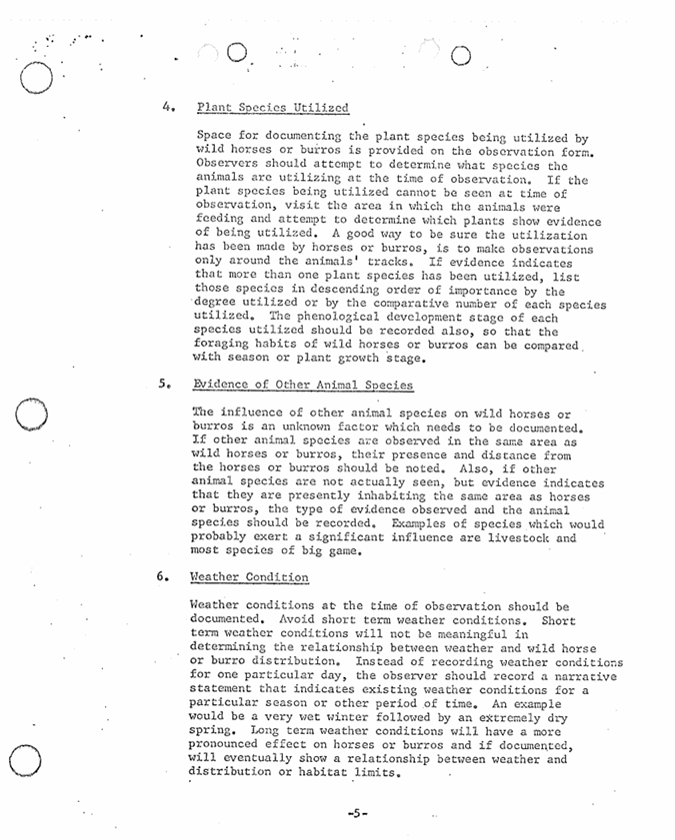 4. Plant Species Utilized
Space for documenting the plant species being utilized by
wild horses or burros is provided on the observation form.
Observers should attempt to determine what species the
animals are utilizing at the time of observation. If the
plant species being utilized cannot be seen at time of
observation, visit the area in which the animals were
feeding and attempt to determine which plants show evidence
of being utilized. A good way to be sure the utilization
has been made by horses or burros, is to make observations
only around the animals' tracks. If evidence indicates
that more than one plant species has been utilized, list
those species in descending order of importance by the
degree utilized or by the comparative number of each species
utilized. The phenological development stage of each
species utilized should be recorded also, so that the
foraging habits of wild horses or burros can be compared
with season or plant growth stage.
5. Evidence of Other Animal Species
The influence of other animal species on wild horses or
burros is an unknown factor which needs to be documented.
If other animal species are observed in the same area as
wild horses or burros, their presence and distance from
the horses or burros should be noted. Also, if other
animal species are not actually seen, but evidence indicates
that they are presently inhabiting the same area as horses
or burros, the type of evidence observed and the animal
species should be recorded. Examples of species which would
probably exert a significant influence are livestock and
most species of big game.
6. Weather Condition
Weather conditions at the time of observation should be
documented. Avoid short term weather conditions. Short
term weather conditions will not be meaningful in
determining the relationship between weather and wild horse
or burro distribution. Instead of recording weather conditions
for one particular day, the observer should record a narrative
statement that indicates existing weather conditions for a
particular season or other period of time. An example
would be a very wet winter followed by an extremely dry
spring. Long term weather conditions will have a more
pronounced effect on horses or burros and if documented,
will eventually show a relationship between weather and
distribution or habitat limits.
-5-